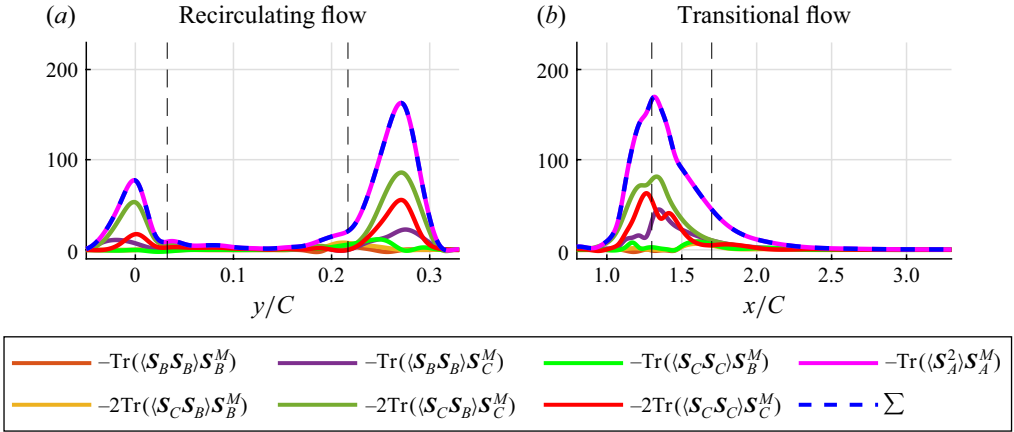 (a) Recirculating flow
(b) Transitional flow
200
100
0
0 0.1 0.2 0.3
y/C
200
100
0
1.0 1.5 2.0 2.5 3.0
x/C
–Tr(⟨S_B S_B⟩S_B^M) –Tr(⟨S_B S_B⟩S_C^M) –Tr(⟨S_C S_C⟩S_B^M) –Tr(⟨S_A^2⟩S_A^M)
–2Tr(⟨S_C S_B⟩S_B^M) –2Tr(⟨S_C S_B⟩S_C^M) –2Tr(⟨S_C S_C⟩S_C^M) ∑